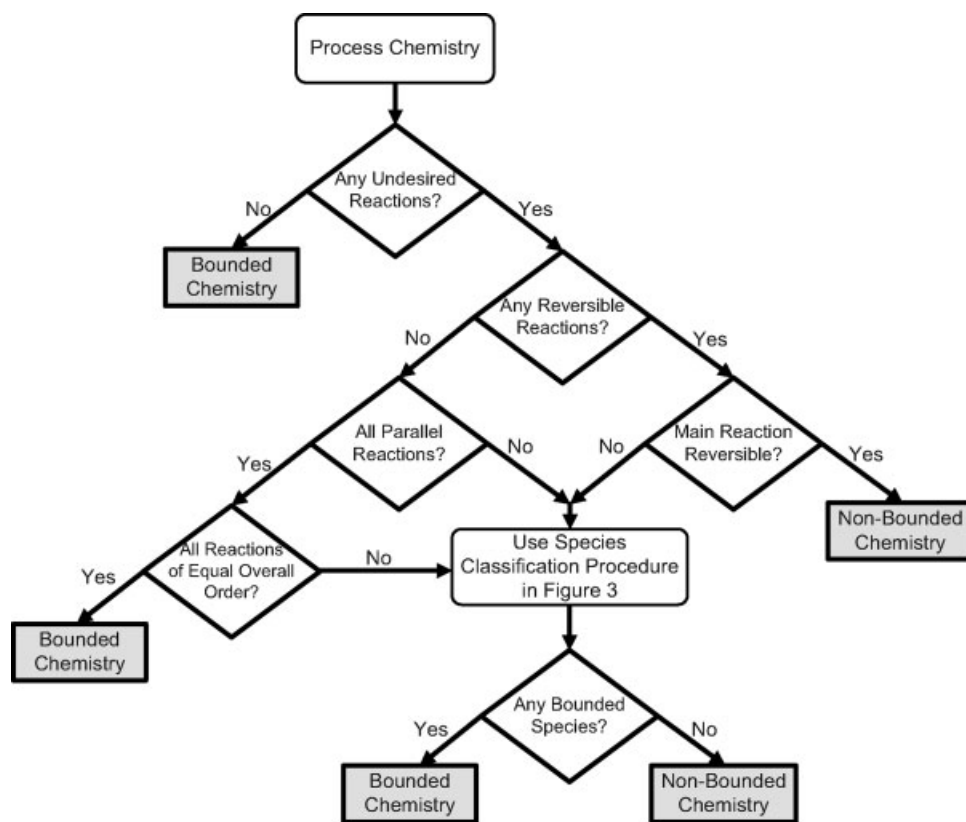 Process Chemistry
Any Undesired
Reactions?
No
Yes
Bounded
Chemistry
Any Reversible
Reactions?
No
Yes
All Parallel
Reactions?
Main Reaction
Reversible?
Yes
No
No
Yes
Non-Bounded
Chemistry
All Reactions
of Equal Overall
Order?
No
Use Species
Classification Procedure
in Figure 3
Yes
Bounded
Chemistry
Any Bounded
Species?
Yes
No
Bounded
Chemistry
Non-Bounded
Chemistry